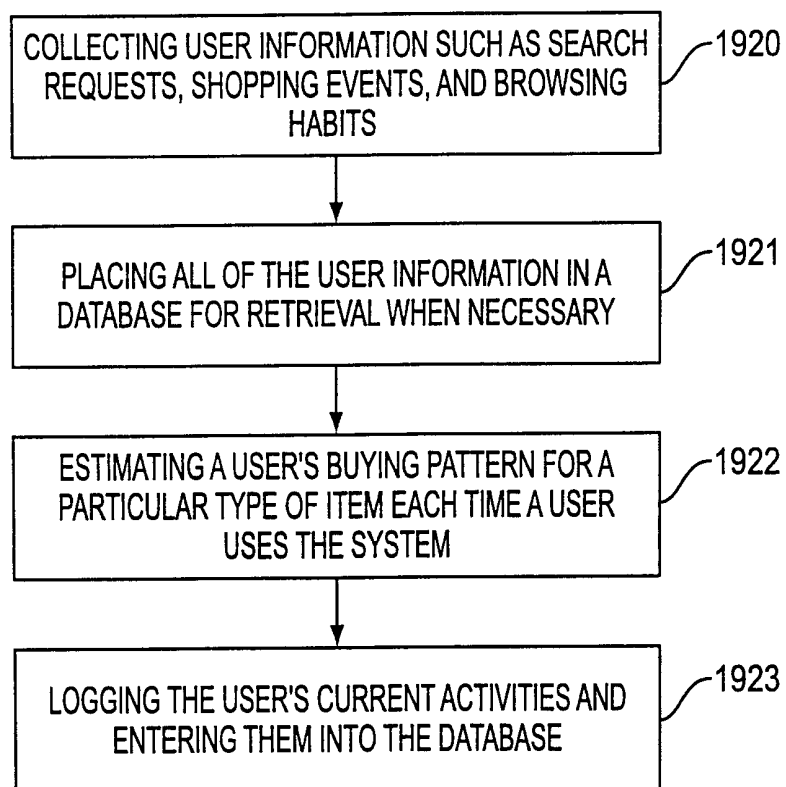 COLLECTING USER INFORMATION SUCH AS SEARCH
REQUESTS, SHOPPING EVENTS, AND BROWSING
HABITS
1920
PLACING ALL OF THE USER INFORMATION IN A
DATABASE FOR RETRIEVAL WHEN NECESSARY
1921
ESTIMATING A USER'S BUYING PATTERN FOR A
PARTICULAR TYPE OF ITEM EACH TIME A USER
USES THE SYSTEM
1922
LOGGING THE USER'S CURRENT ACTIVITIES AND
ENTERING THEM INTO THE DATABASE
1923